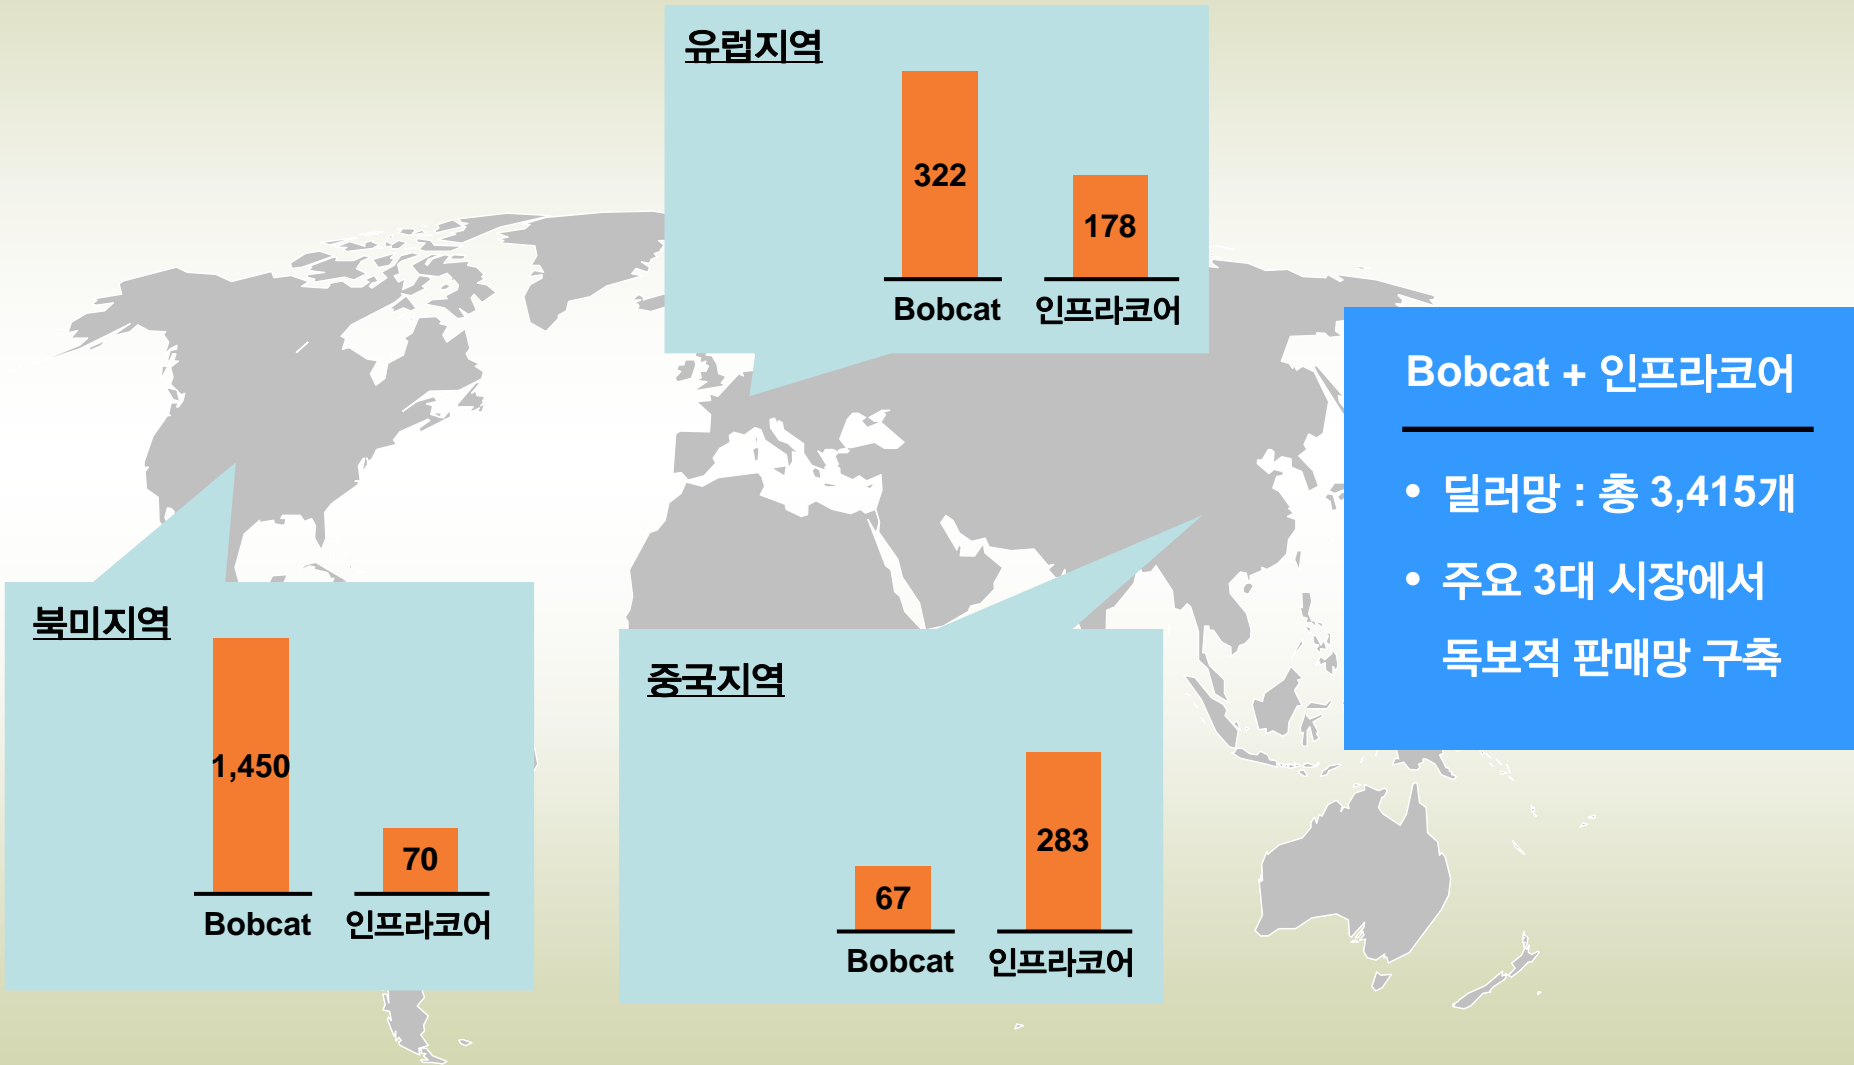 유럽지역
322
178
Bobcat 인프라코어
북미지역
1,450
70
Bobcat 인프라코어
중국지역
283
67
Bobcat 인프라코어
Bobcat + 인프라코어
• 딜러망 : 총 3,415개
• 주요 3대 시장에서
독보적 판매망 구축